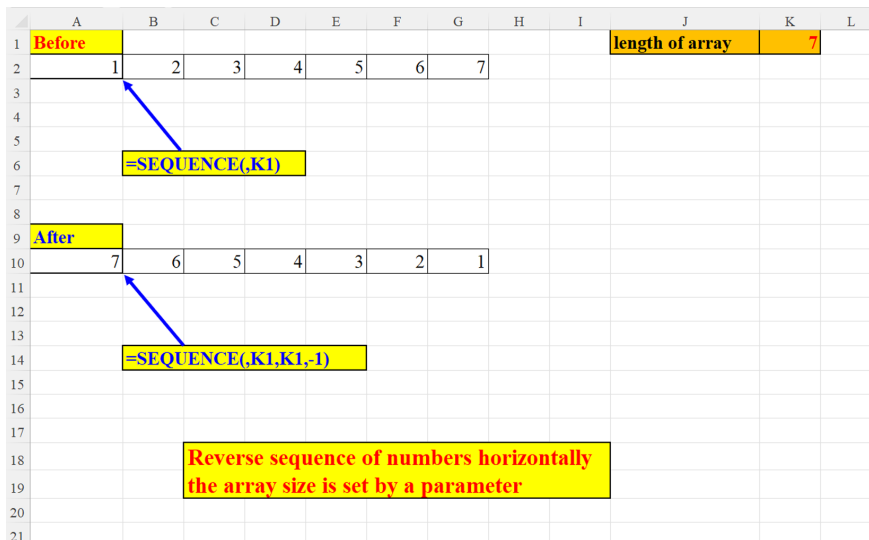 A B C D E F G H I J K L
1 Before length of array 7
2 1 2 3 4 5 6 7
3
4
5
6 =SEQUENCE(,K1)
7
8
9 After
10 7 6 5 4 3 2 1
11
12
13
14 =SEQUENCE(,K1,K1,-1)
15
16
17
18 Reverse sequence of numbers horizontally
19 the array size is set by a parameter
20
21